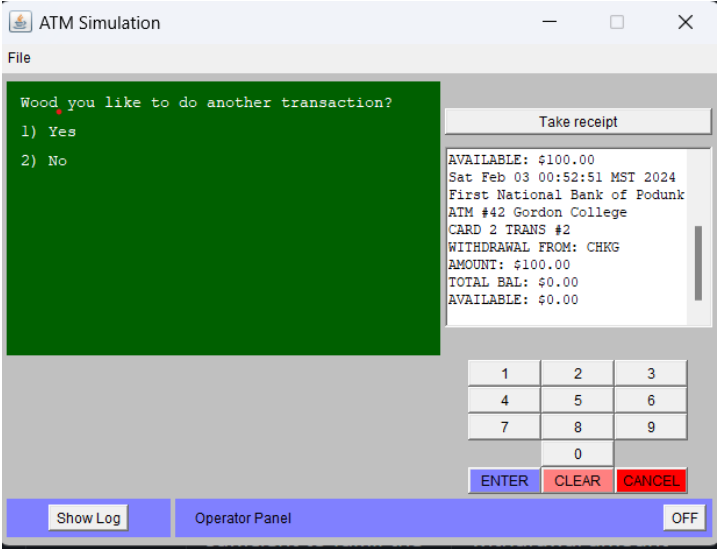 ATM Simulation
File
Wood you like to do another transaction?
1) Yes
2) No
Take receipt
AVAILABLE: $100.00
Sat Feb 03 00:52:51 MST 2024
First National Bank of Podunk
ATM #42 Gordon College
CARD 2 TRANS #2
WITHDRAWAL FROM: CHKG
AMOUNT: $100.00
TOTAL BAL: $0.00
AVAILABLE: $0.00
1 2 3
4 5 6
7 8 9
0
ENTER CLEAR CANCEL
Show Log Operator Panel OFF